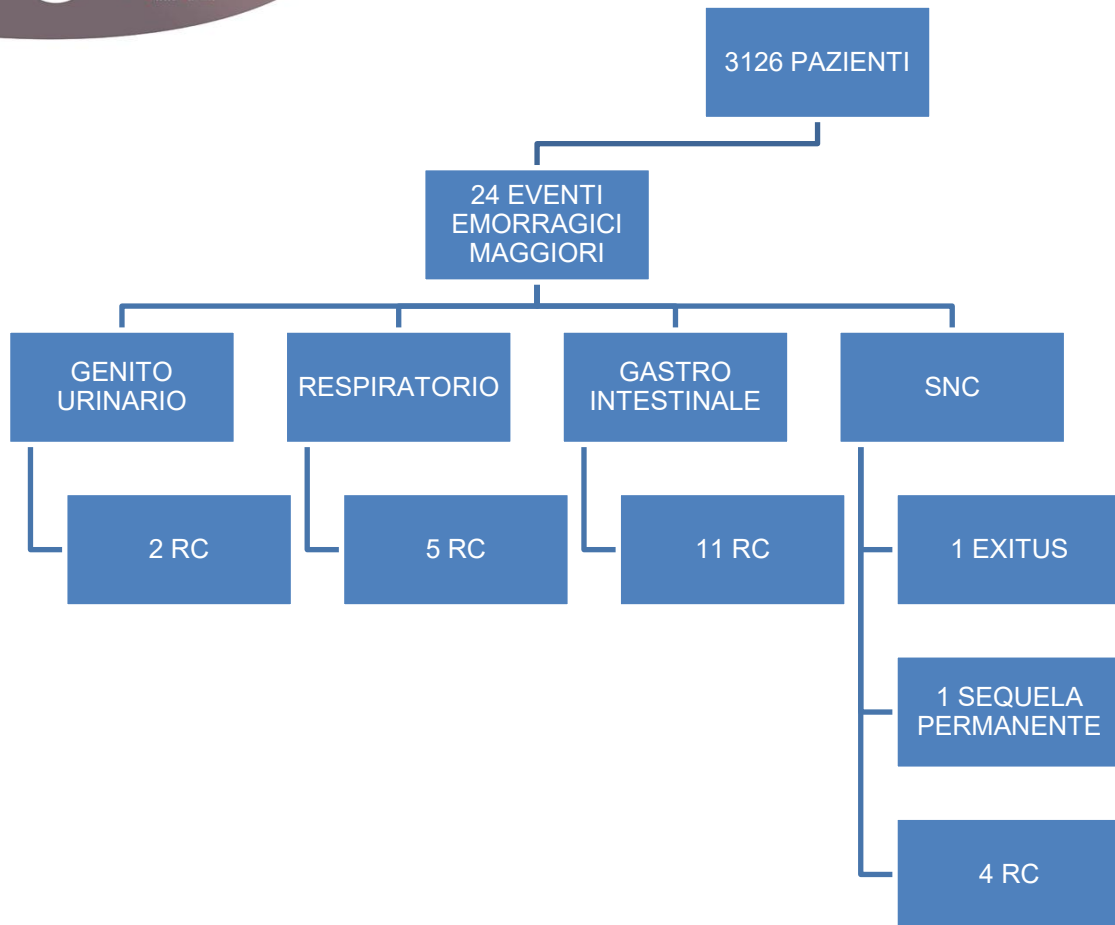 3126 PAZIENTI
24 EVENTI
EMORRAGICI
MAGGIORI
GENITO
URINARIO
RESPIRATORIO
GASTRO
INTESTINALE
SNC
2 RC
5 RC
11 RC
1 EXITUS
1 SEQUELA
PERMANENTE
4 RC